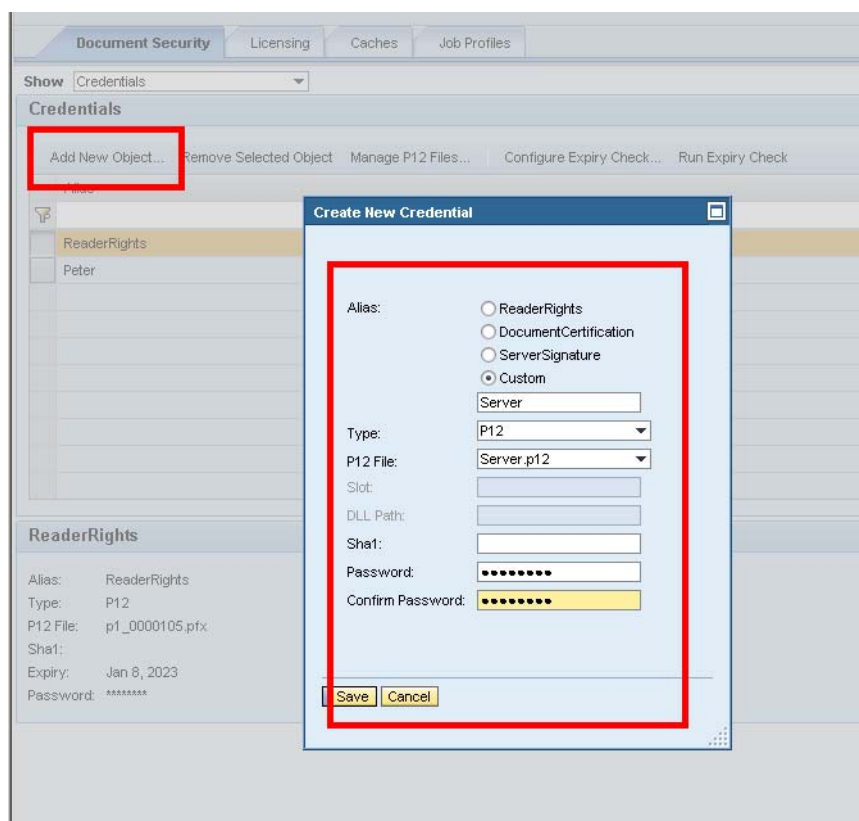 Document Security Licensing Caches Job Profiles
Show Credentials
Credentials
Add New Object... Remove Selected Object Manage P12 Files... Configure Expiry Check... Run Expiry Check
Alias
Create New Credential
ReaderRights
Peter
Alias: ReaderRights
DocumentCertification
ServerSignature
Custom
Server
Type: P12
P12 File: Server.p12
Slot:
DLL Path:
Sha1:
Password: ••••••••
Confirm Password: ••••••••
Save Cancel
ReaderRights
Alias: ReaderRights
Type: P12
P12 File: p1_0000105.pfx
Sha1:
Expiry: Jan 8, 2023
Password: ********